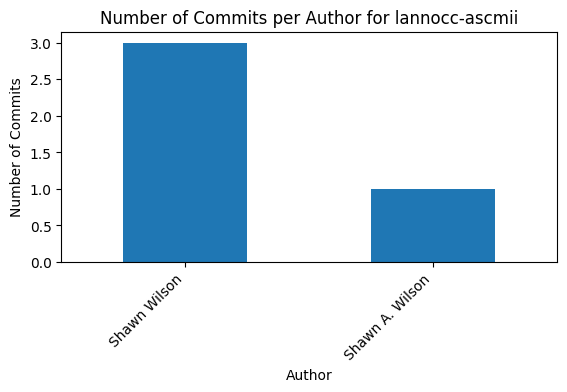 Number of Commits per Author for lannocc-ascmii
Number of Commits
3.0
2.5
2.0
1.5
1.0
0.5
0.0
Shawn Wilson
Shawn A. Wilson
Author